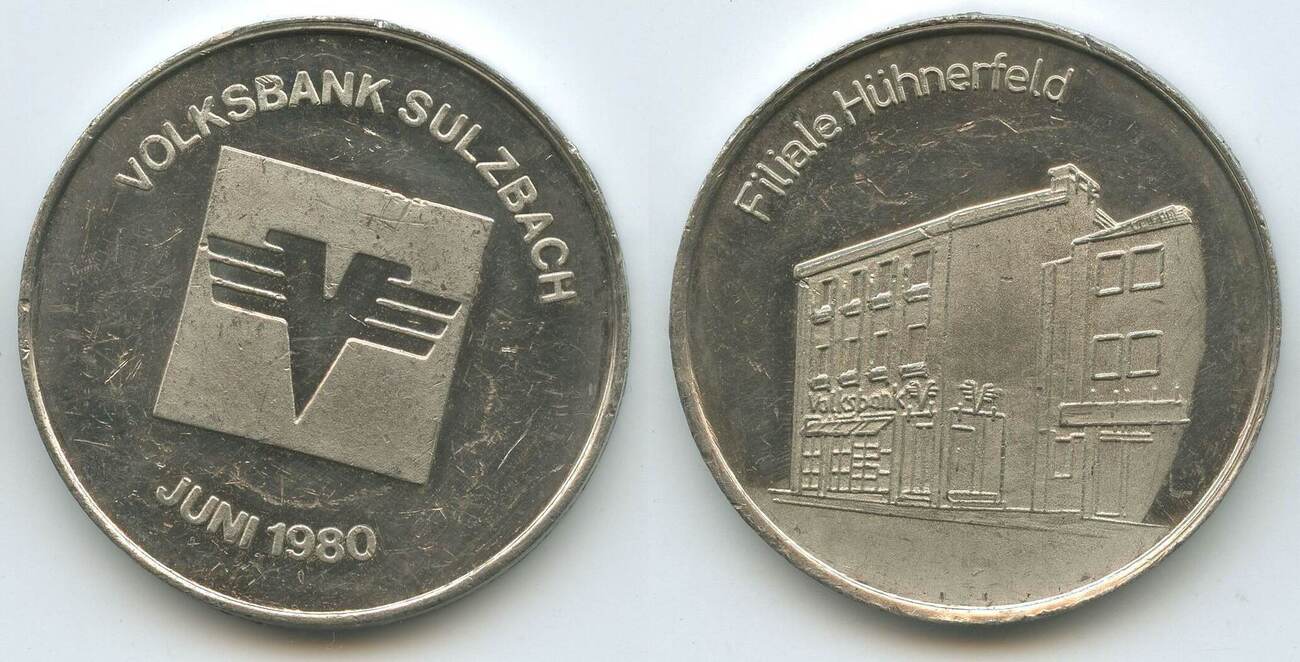 VOLKSBANK SULZBACH
JUNI 1980
Filiale Hühnerfeld
Volksbank